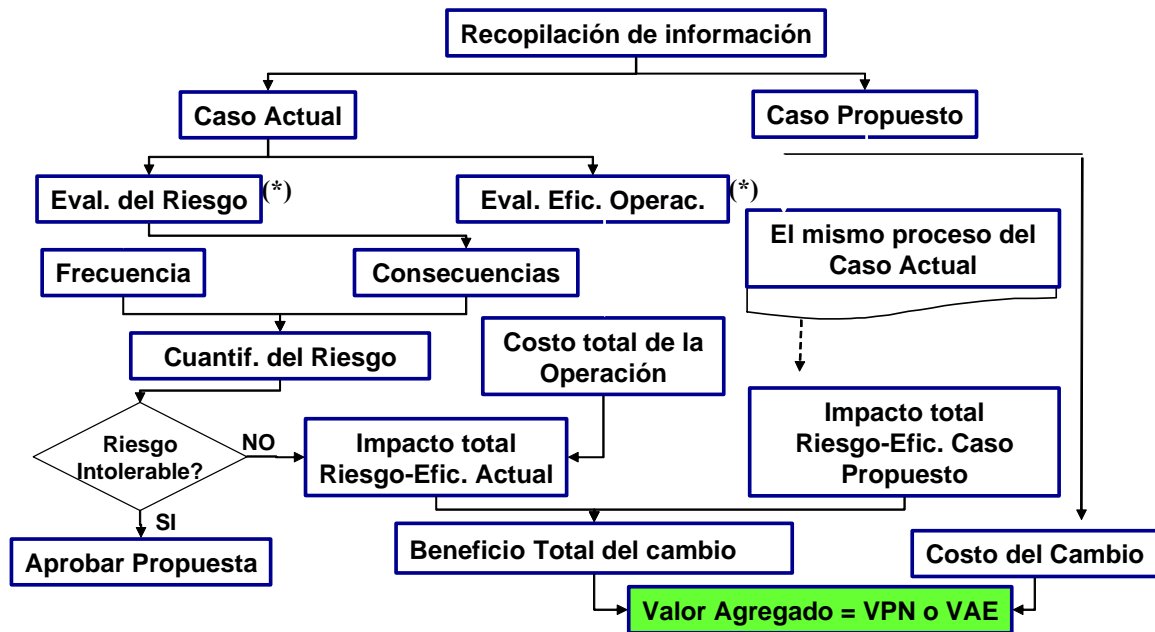 Recopilación de información
Caso Actual
Caso Propuesto
Eval. del Riesgo
(*)
Eval. Efic. Operac.
(*)
El mismo proceso del
Caso Actual
Frecuencia
Consecuencias
Cuantif. del Riesgo
Costo total de la
Operación
Riesgo
Intolerable?
NO
Impacto total
Riesgo-Efic. Actual
Impacto total
Riesgo-Efic. Caso
Propuesto
SI
Aprobar Propuesta
Beneficio Total del cambio
Costo del Cambio
Valor Agregado = VPN o VAE